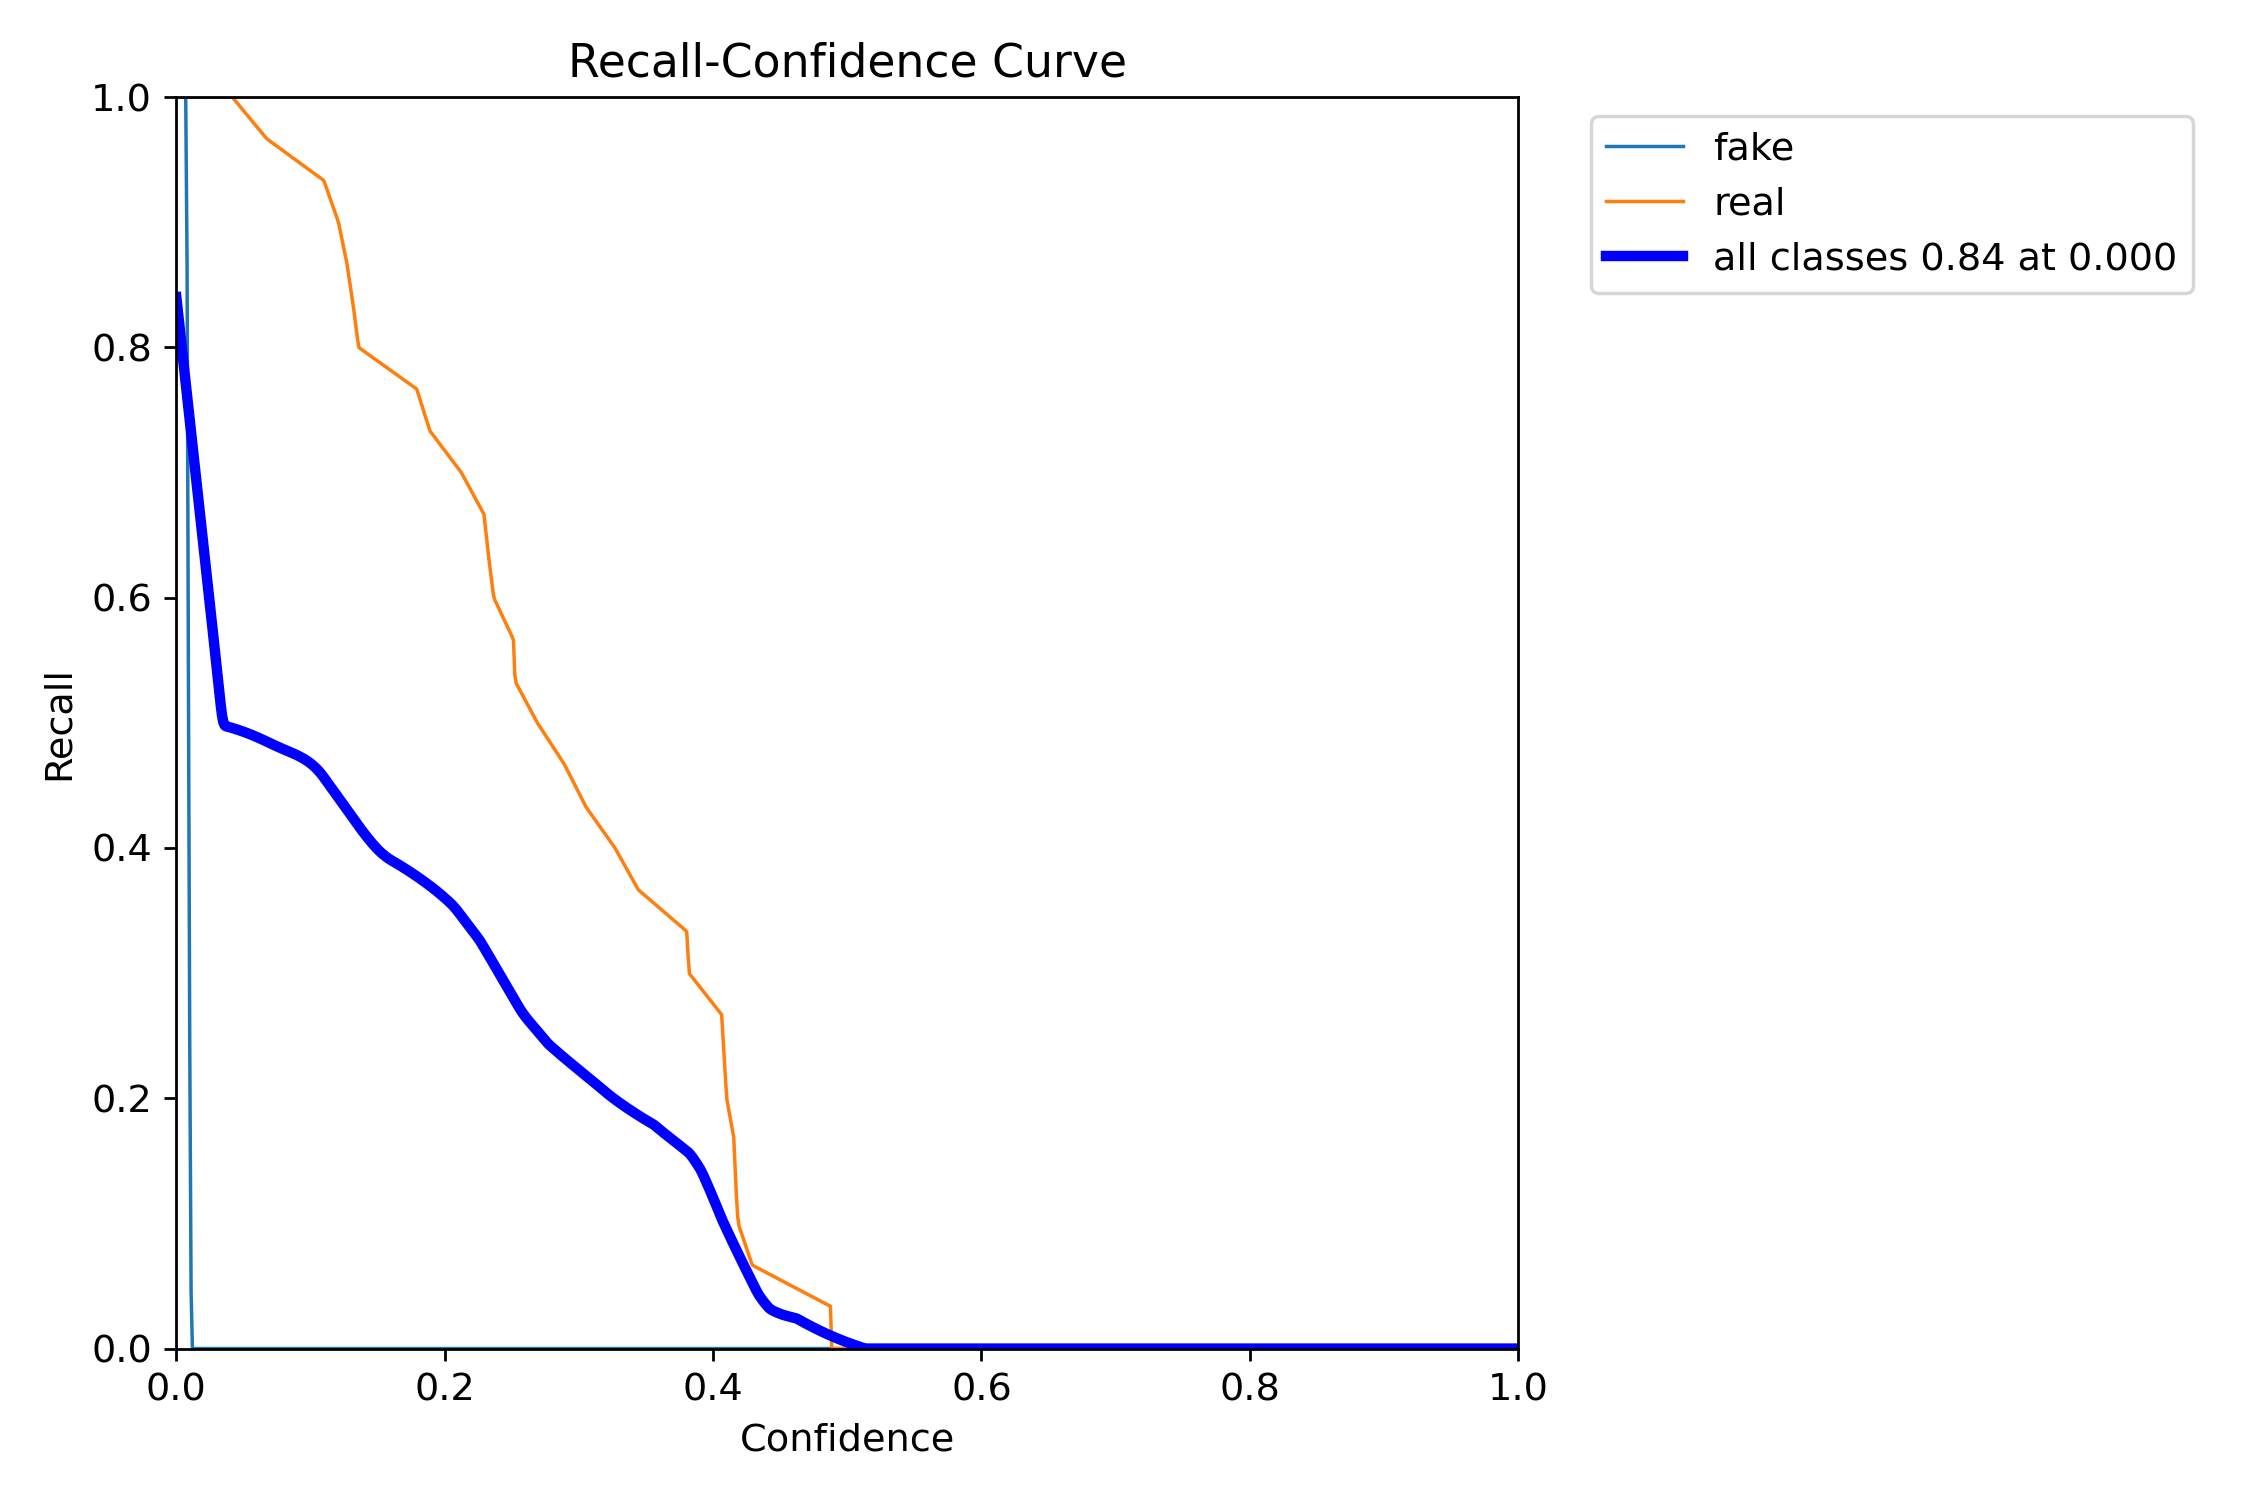 Recall-Confidence Curve
1.0
0.8
0.6
0.4
0.2
0.0
Recall
0.0 0.2 0.4 0.6 0.8 1.0
Confidence
fake
real
all classes 0.84 at 0.000